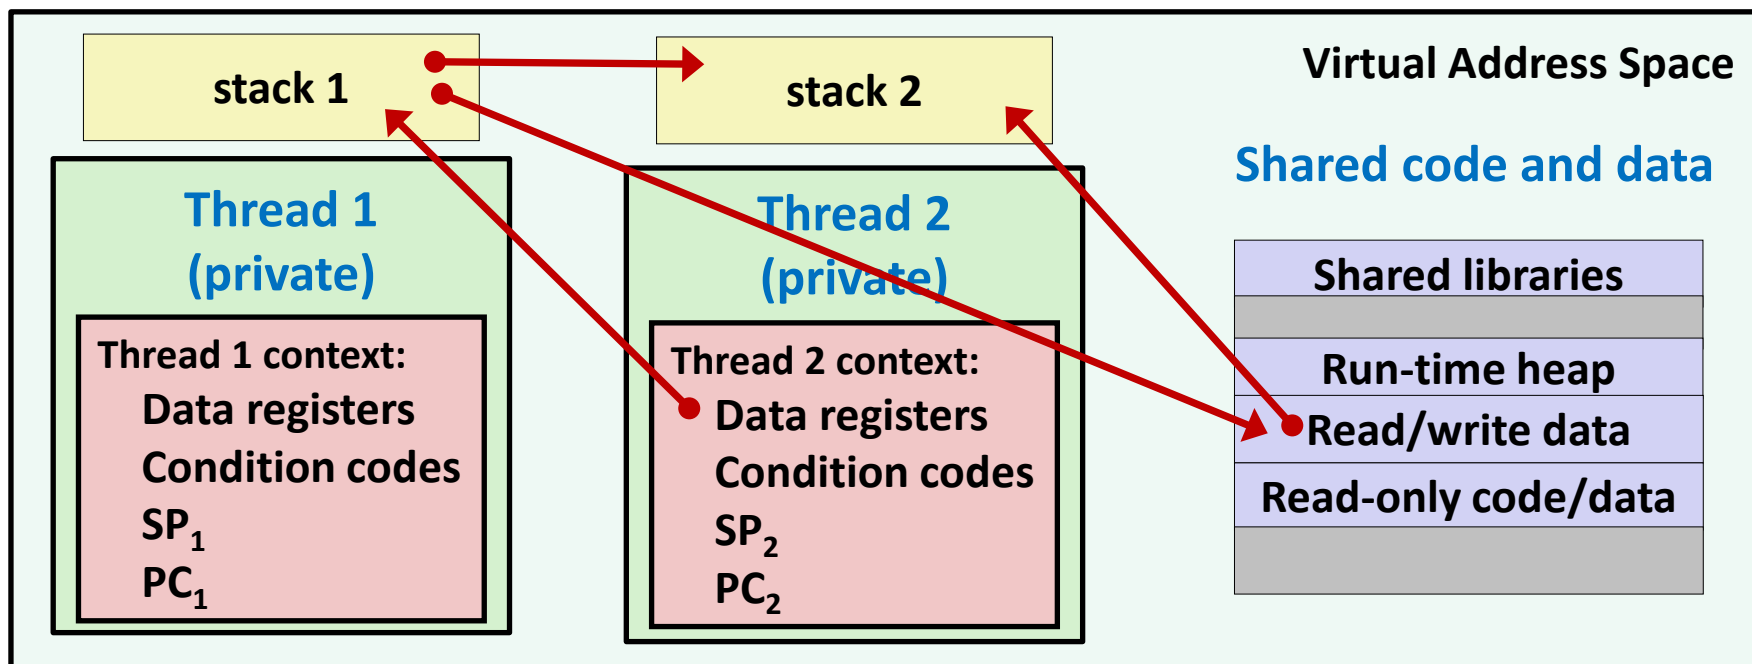 stack 1
stack 2
Virtual Address Space
Shared code and data
Thread 1
(private)
Thread 1 context:
Data registers
Condition codes
SP₁
PC₁
Thread 2
(private)
Thread 2 context:
Data registers
Condition codes
SP₂
PC₂
Shared libraries
Run-time heap
Read/write data
Read-only code/data